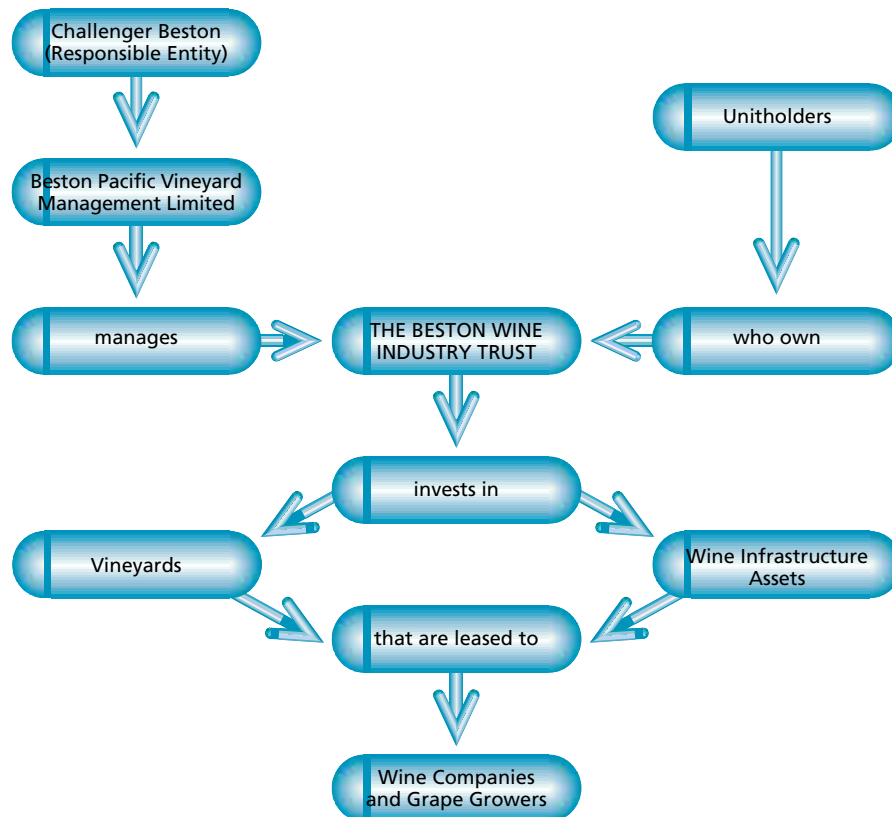 Challenger Beston
(Responsible Entity)
Unitholders
Beston Pacific Vineyard
Management Limited
manages
THE BESTON WINE
INDUSTRY TRUST
who own
invests in
Vineyards
Wine Infrastructure
Assets
that are leased to
Wine Companies
and Grape Growers